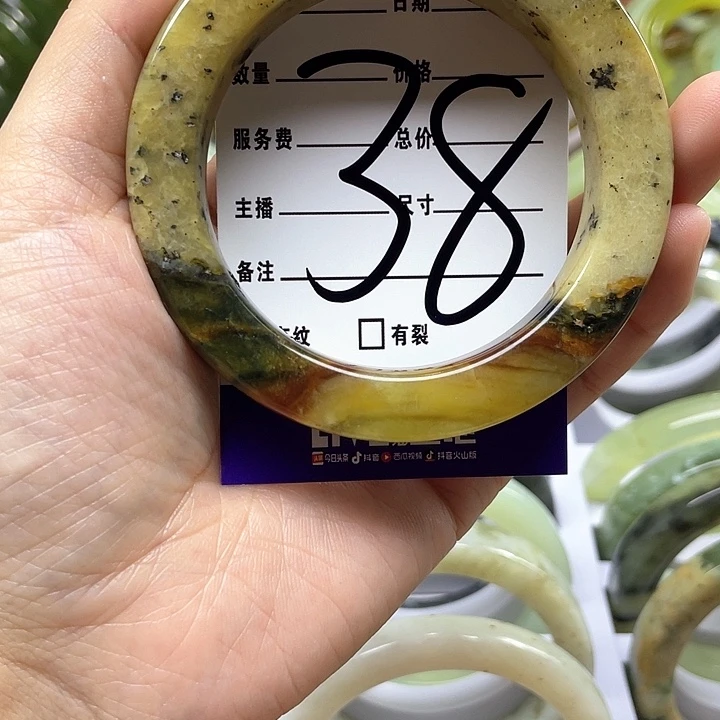 日期
数量 价格
服务费 总价
主播 尺寸
备注
38
纹 有裂
今日头条 抖音 西瓜视频 抖音火山版